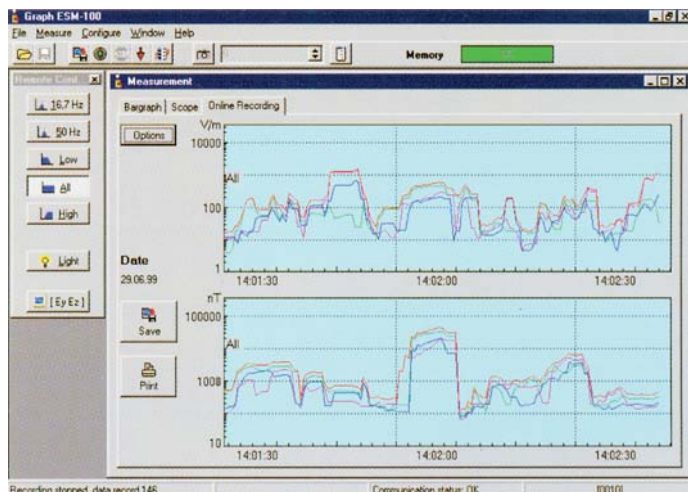 Graph ESM-100
File Measure Configure Window Help
Memory
Measurement
16,7 Hz
50 Hz
Low
All
High
Light
[Ey Ez]
Bargraph Scope Online Recording
Options
V/m
10000
All
100
1
14:01:30 14:02:00 14:02:30
Date
29.06.99
Save
Print
nT
100000
All
1008
10
14:01:30 14:02:00 14:02:30
Recording stopped, data record 146
Communication status: OK
[0010]